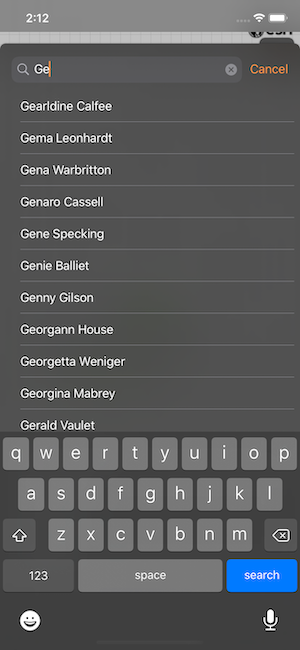 2:12
Ge
Cancel
Gearldine Calfee
Gema Leonhardt
Gena Warbritton
Genaro Cassell
Gene Specking
Genie Balliet
Genny Gilson
Georgann House
Georgetta Weniger
Georgina Mabrey
Gerald Vaulet
q w e r t y u i o p
a s d f g h j k l
z x c v b n m
123 space search